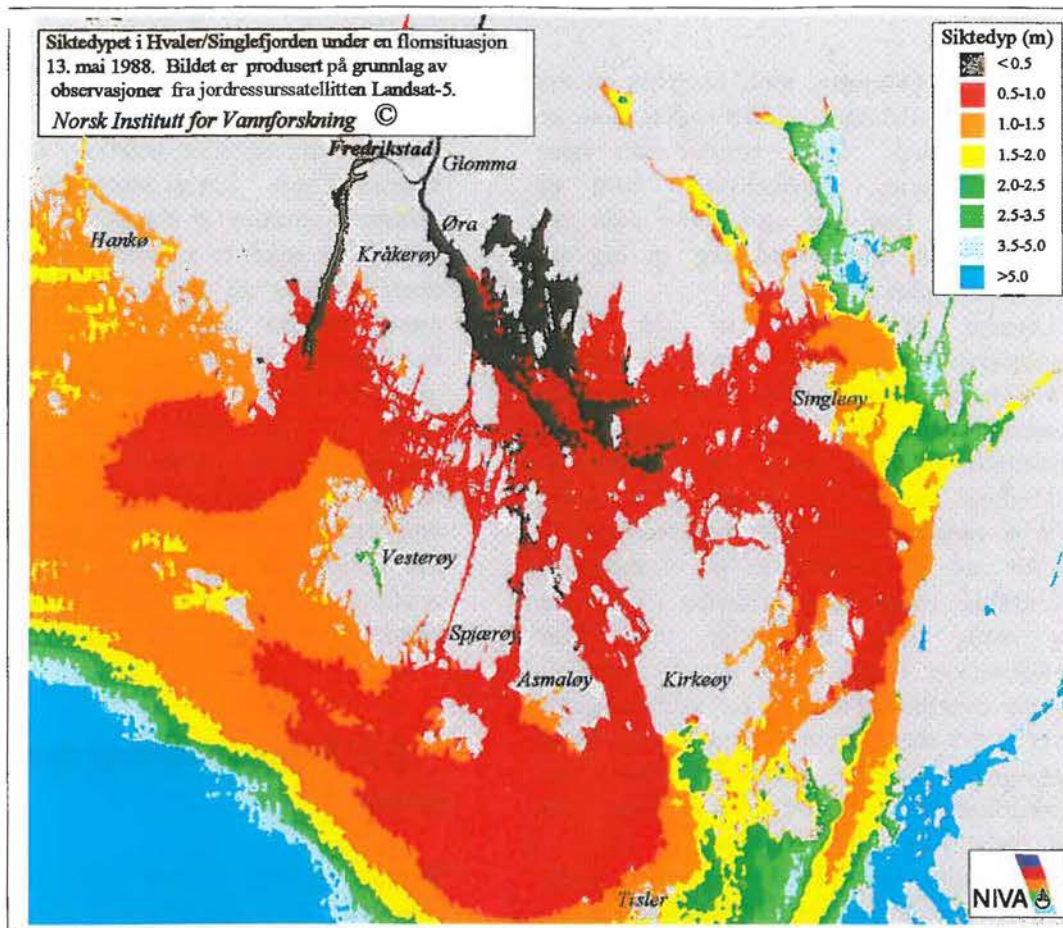 Siktedypet i Hvaler/Singlefjorden under en flomsituasjon
13. mai 1988. Bildet er produsert på grunnlag av
observasjoner fra jordressurssatellitten Landsat-5.
Norsk Institutt for Vannforskning ©
Siktedyp (m)
< 0.5
0.5-1.0
1.0-1.5
1.5-2.0
2.0-2.5
2.5-3.5
3.5-5.0
>5.0
Fredrikstad
Glomma
Øra
Hankø
Kråkerøy
Singleøy
Vesterøy
Spjærøy
Asmaløy
Kirkeøy
Tisler
NIVA